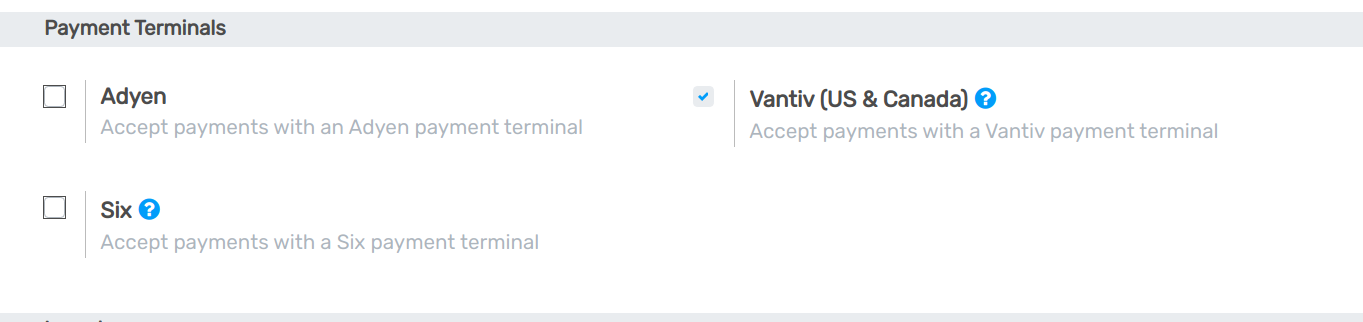 Payment Terminals
Adyen
Accept payments with an Adyen payment terminal
Vantiv (US & Canada) ?
Accept payments with a Vantiv payment terminal
Six ?
Accept payments with a Six payment terminal